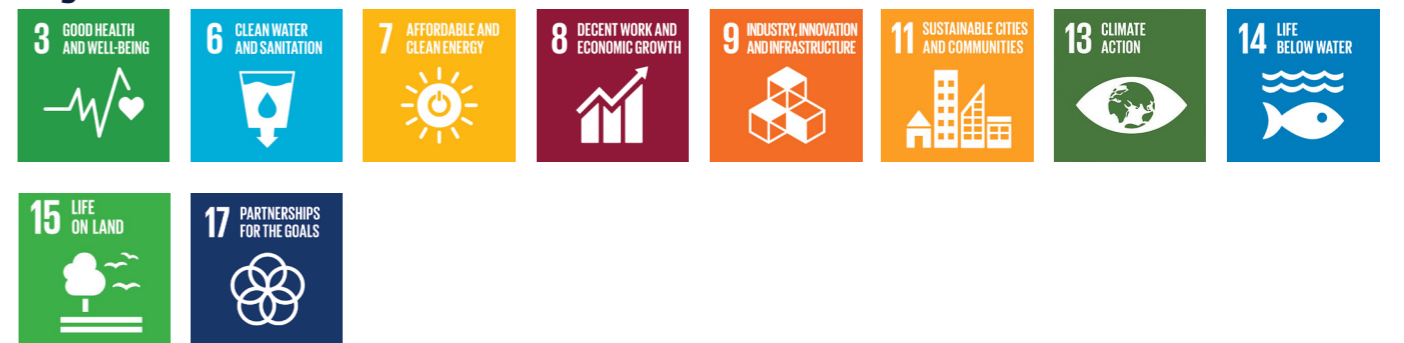 3 GOOD HEALTH
AND WELL-BEING
6 CLEAN WATER
AND SANITATION
7 AFFORDABLE AND
CLEAN ENERGY
8 DECENT WORK AND
ECONOMIC GROWTH
9 INDUSTRY, INNOVATION
AND INFRASTRUCTURE
11 SUSTAINABLE CITIES
AND COMMUNITIES
13 CLIMATE
ACTION
14 LIFE
BELOW WATER
15 LIFE
ON LAND
17 PARTNERSHIPS
FOR THE GOALS